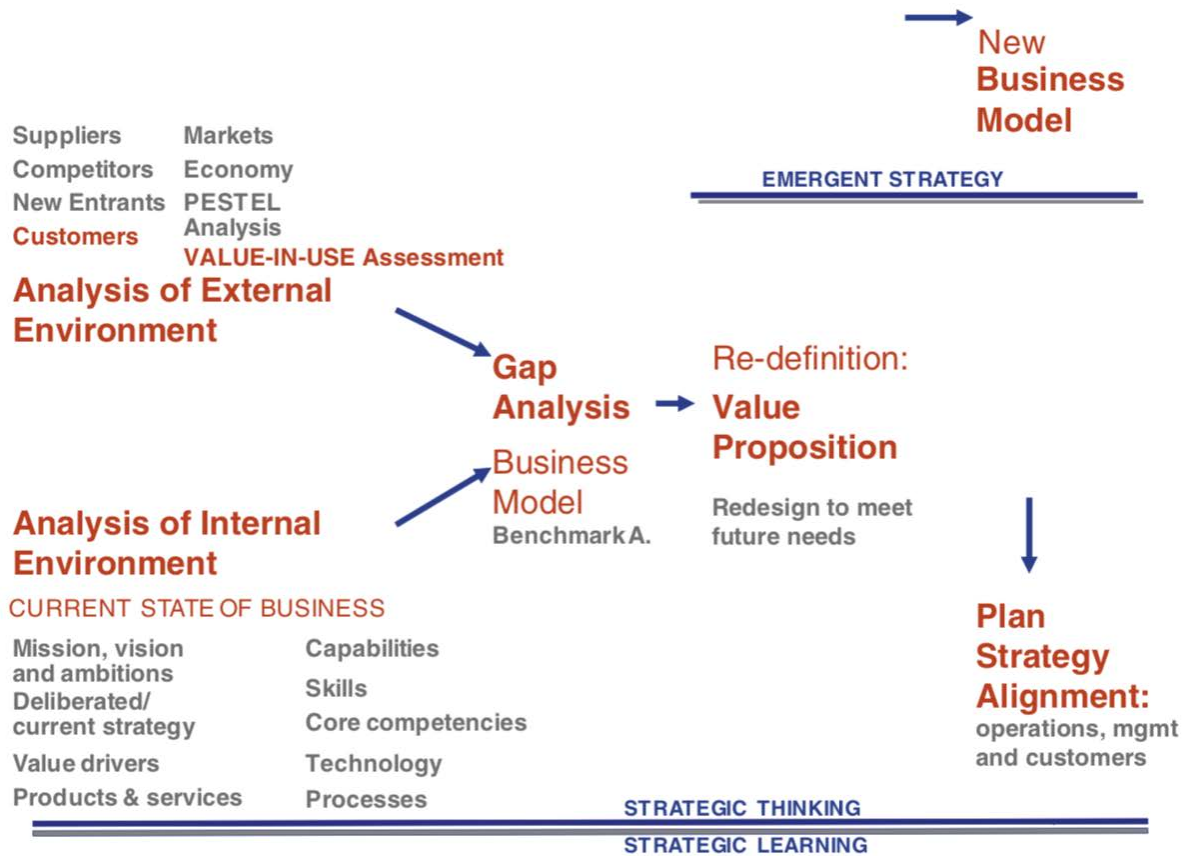 New
Business
Model
EMERGENT STRATEGY
Suppliers
Competitors
New Entrants
Customers
Markets
Economy
PESTEL
Analysis
VALUE-IN-USE Assessment
Analysis of External
Environment
Gap
Analysis
Business
Model
Benchmark A.
Re-definition:
Value
Proposition
Redesign to meet
future needs
Analysis of Internal
Environment
CURRENT STATE OF BUSINESS
Mission, vision
and ambitions
Deliberated/
current strategy
Value drivers
Products & services
Capabilities
Skills
Core competencies
Technology
Processes
Plan
Strategy
Alignment:
operations, mgmt
and customers
STRATEGIC THINKING
STRATEGIC LEARNING